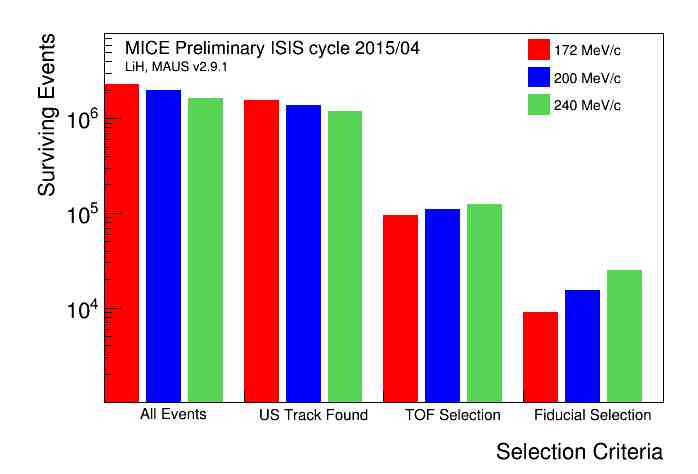 MICE Preliminary ISIS cycle 2015/04
LiH, MAUS v2.9.1
172 MeV/c
200 MeV/c
240 MeV/c
Surviving Events
10⁶
10⁵
10⁴
All Events
US Track Found
TOF Selection
Fiducial Selection
Selection Criteria